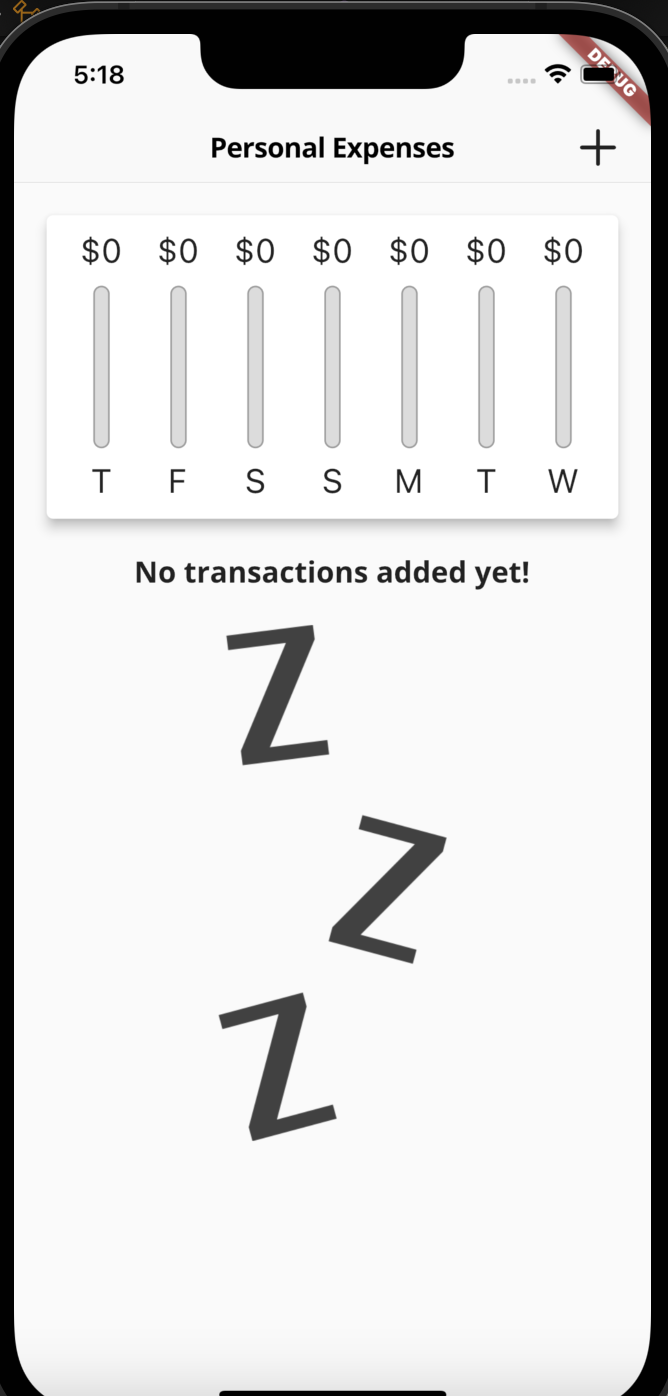 5:18
DEBUG
Personal Expenses
$0 $0 $0 $0 $0 $0 $0
T F S S M T W
No transactions added yet!
Z
Z
Z